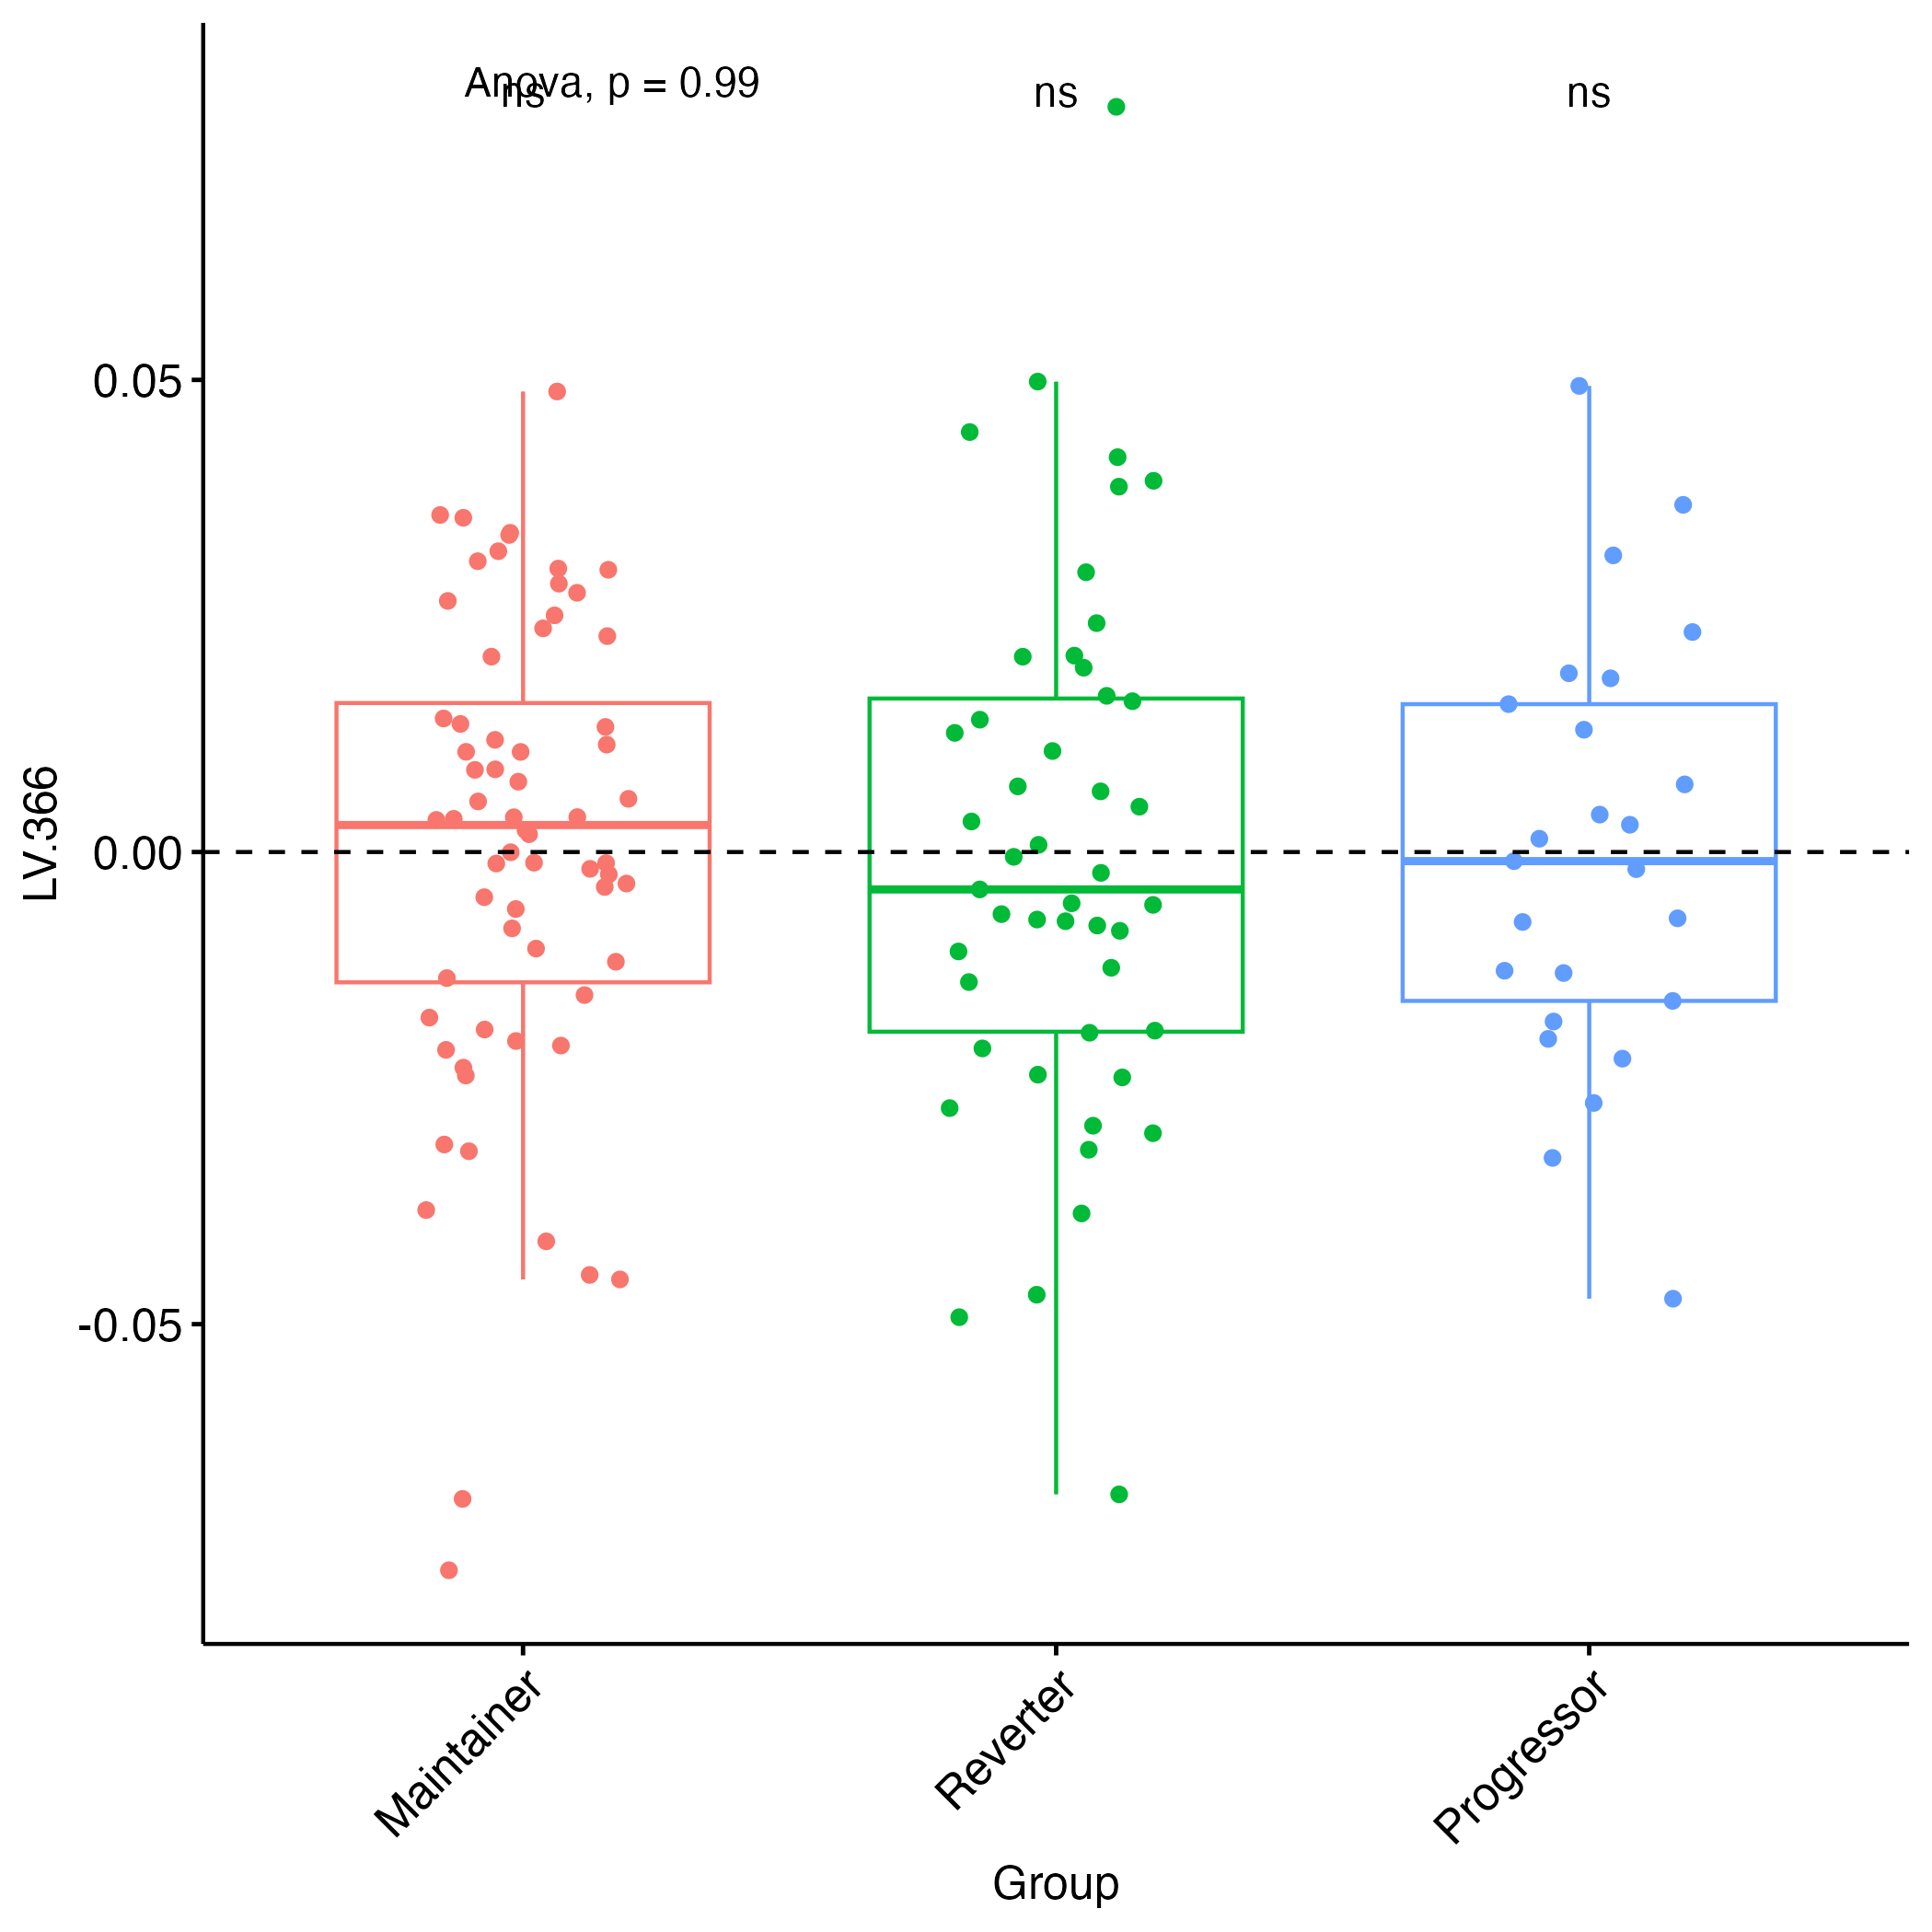 Anova, p = 0.99
ns
ns
ns
0.05
0.00
-0.05
LV.366
Maintainer
Reverter
Progressor
Group